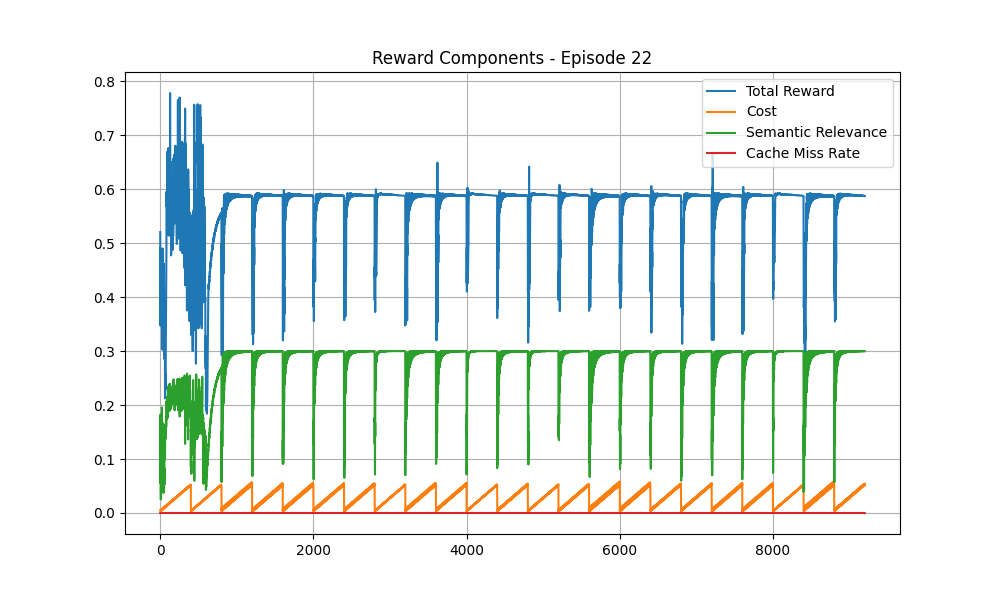 Reward Components - Episode 22
Total Reward
Cost
Semantic Relevance
Cache Miss Rate
0.8
0.7
0.6
0.5
0.4
0.3
0.2
0.1
0.0
0 2000 4000 6000 8000